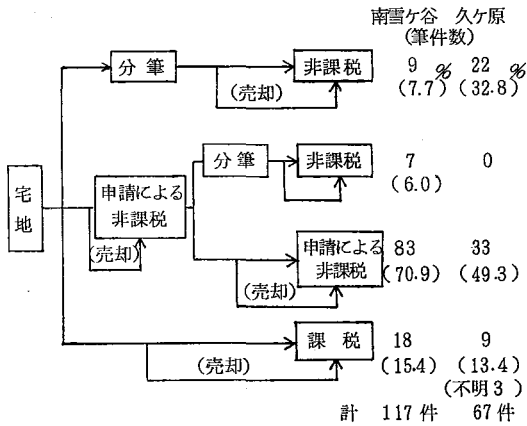 南雪ケ谷 久ケ原
(筆件数)
分筆 非課税 9 % 22 %
(売却) (7.7) (32.8)
分筆 非課税 7 0
(6.0)
宅地
申請による非課税
(売却)
申請による非課税 83 33
(売却) (70.9) (49.3)
課税 18 9
(売却) (15.4) (13.4)
(不明3)
計 117件 67件